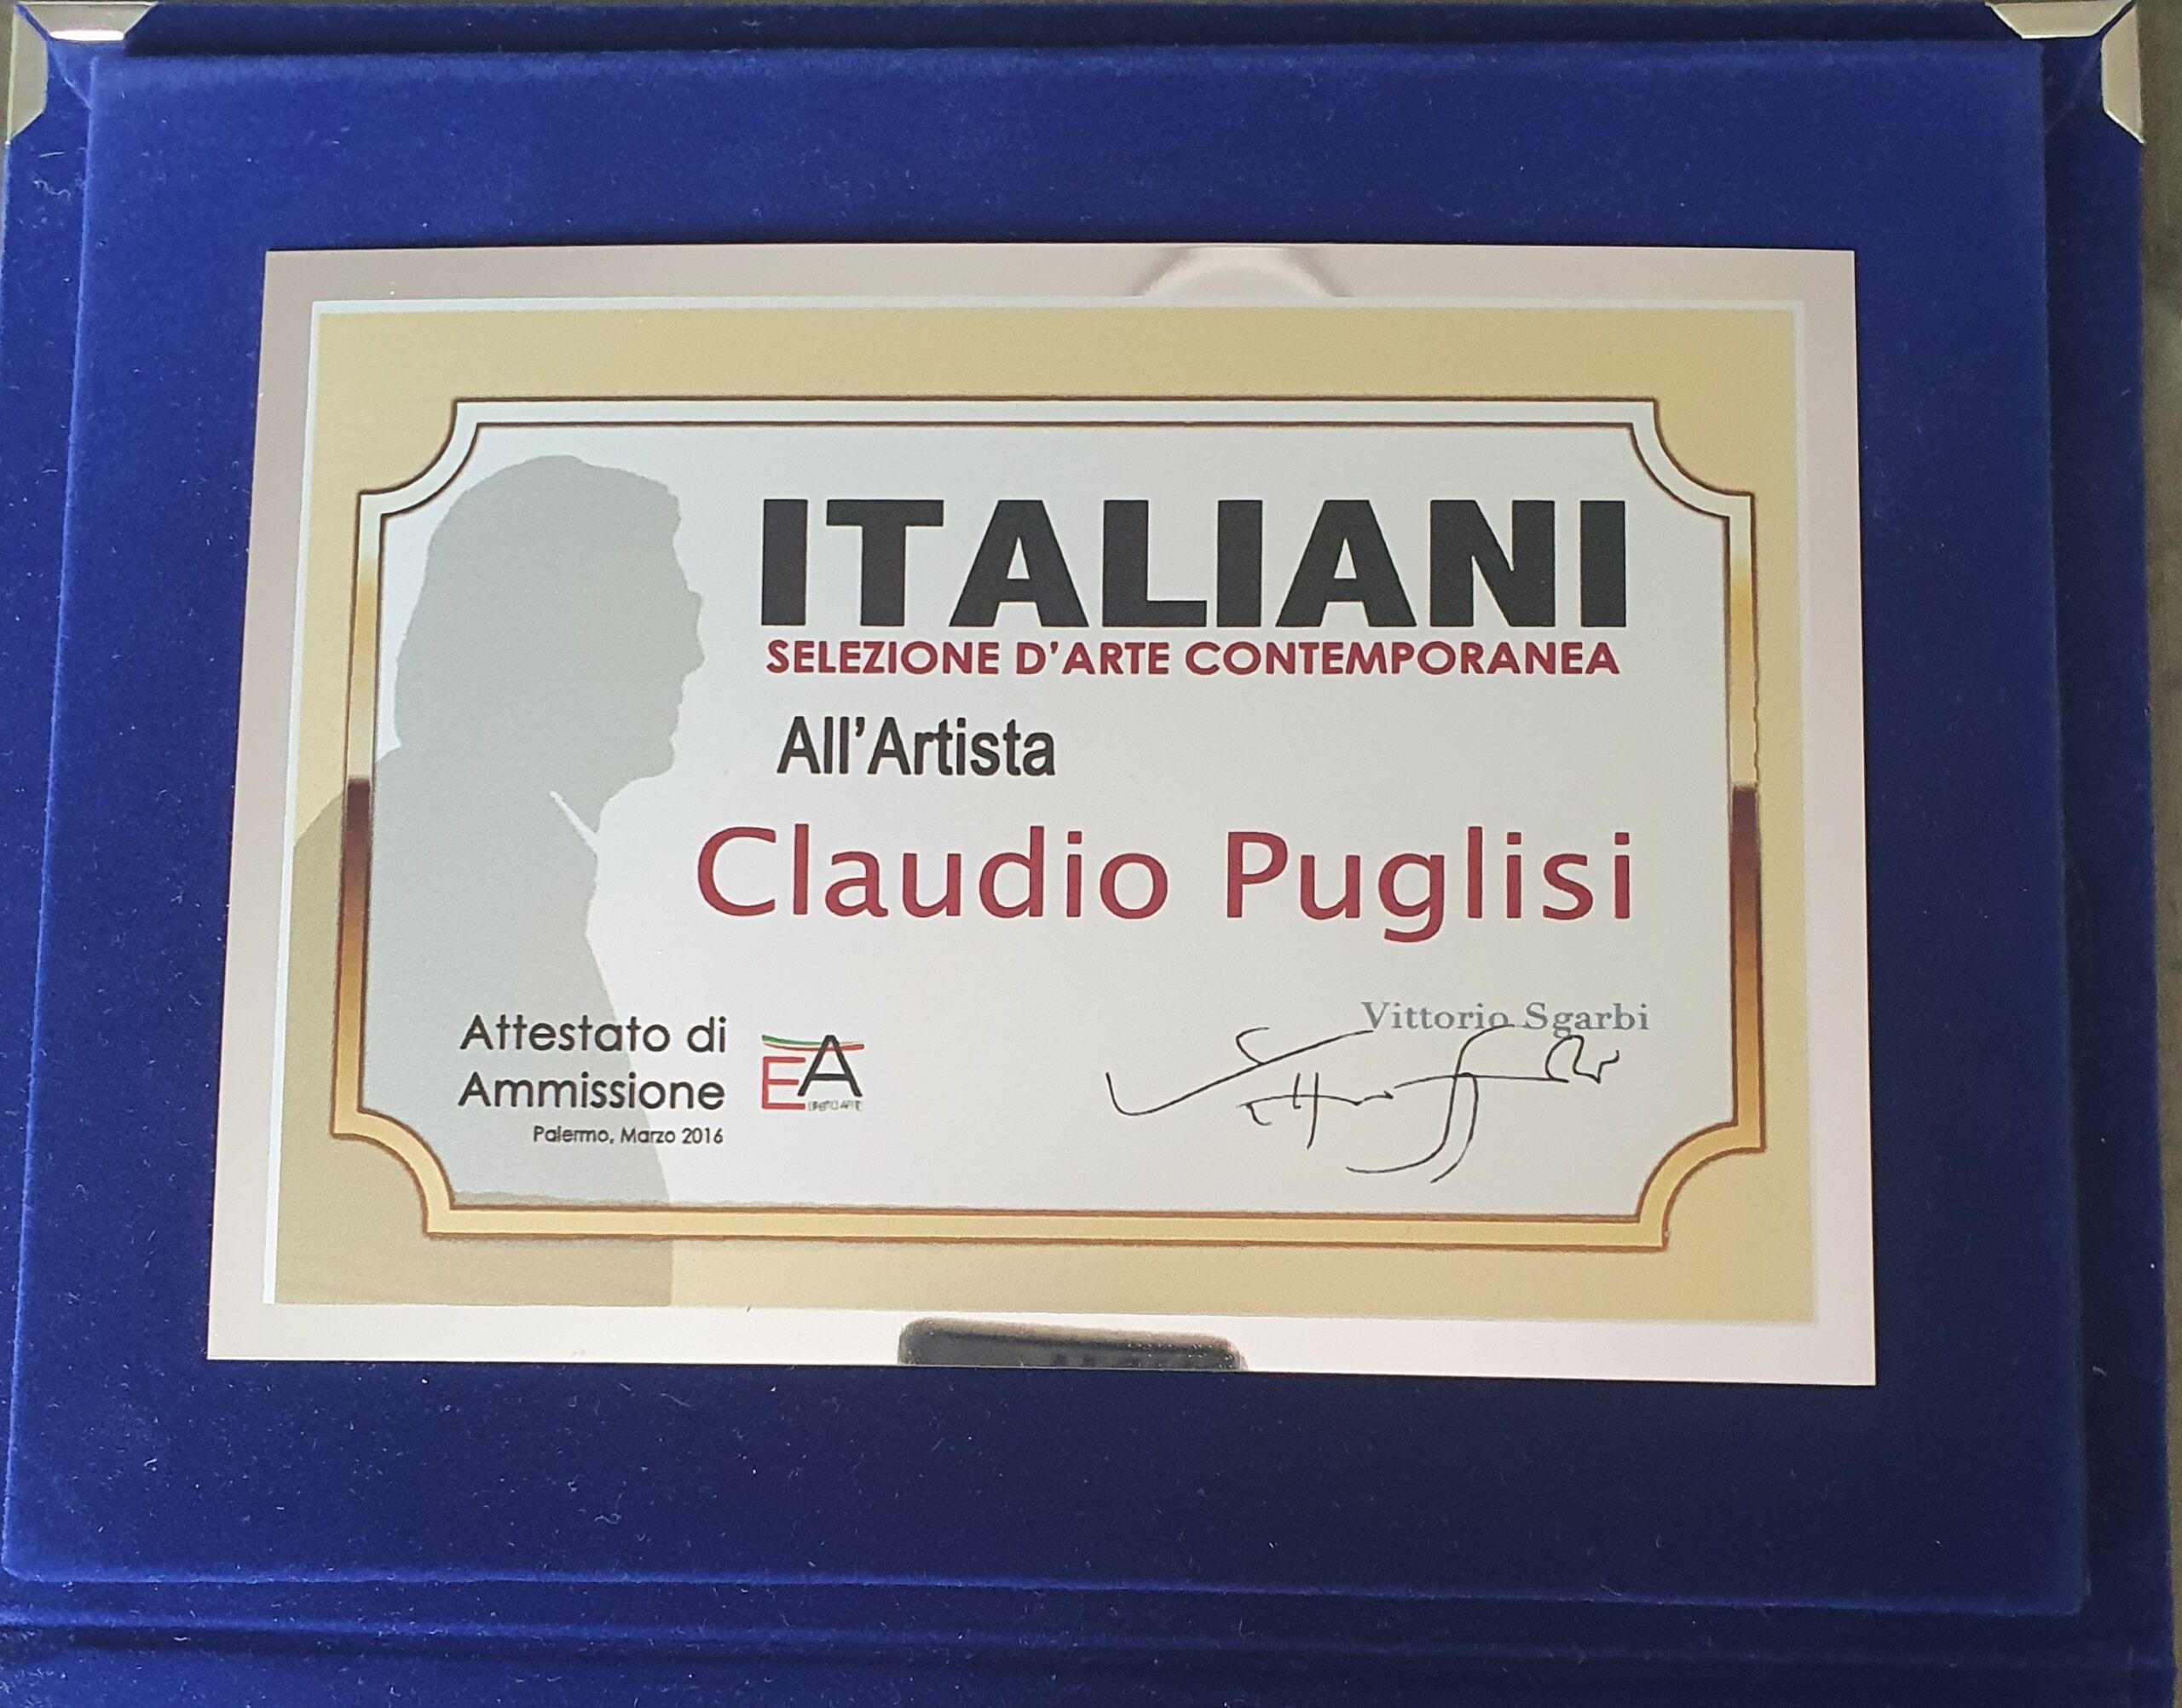 ITALIANI
SELEZIONE D'ARTE CONTEMPORANEA
All'Artista
Claudio Puglisi
Vittorio Sgarbi
Attestato di
Ammissione
Palermo, Marzo 2016
EA